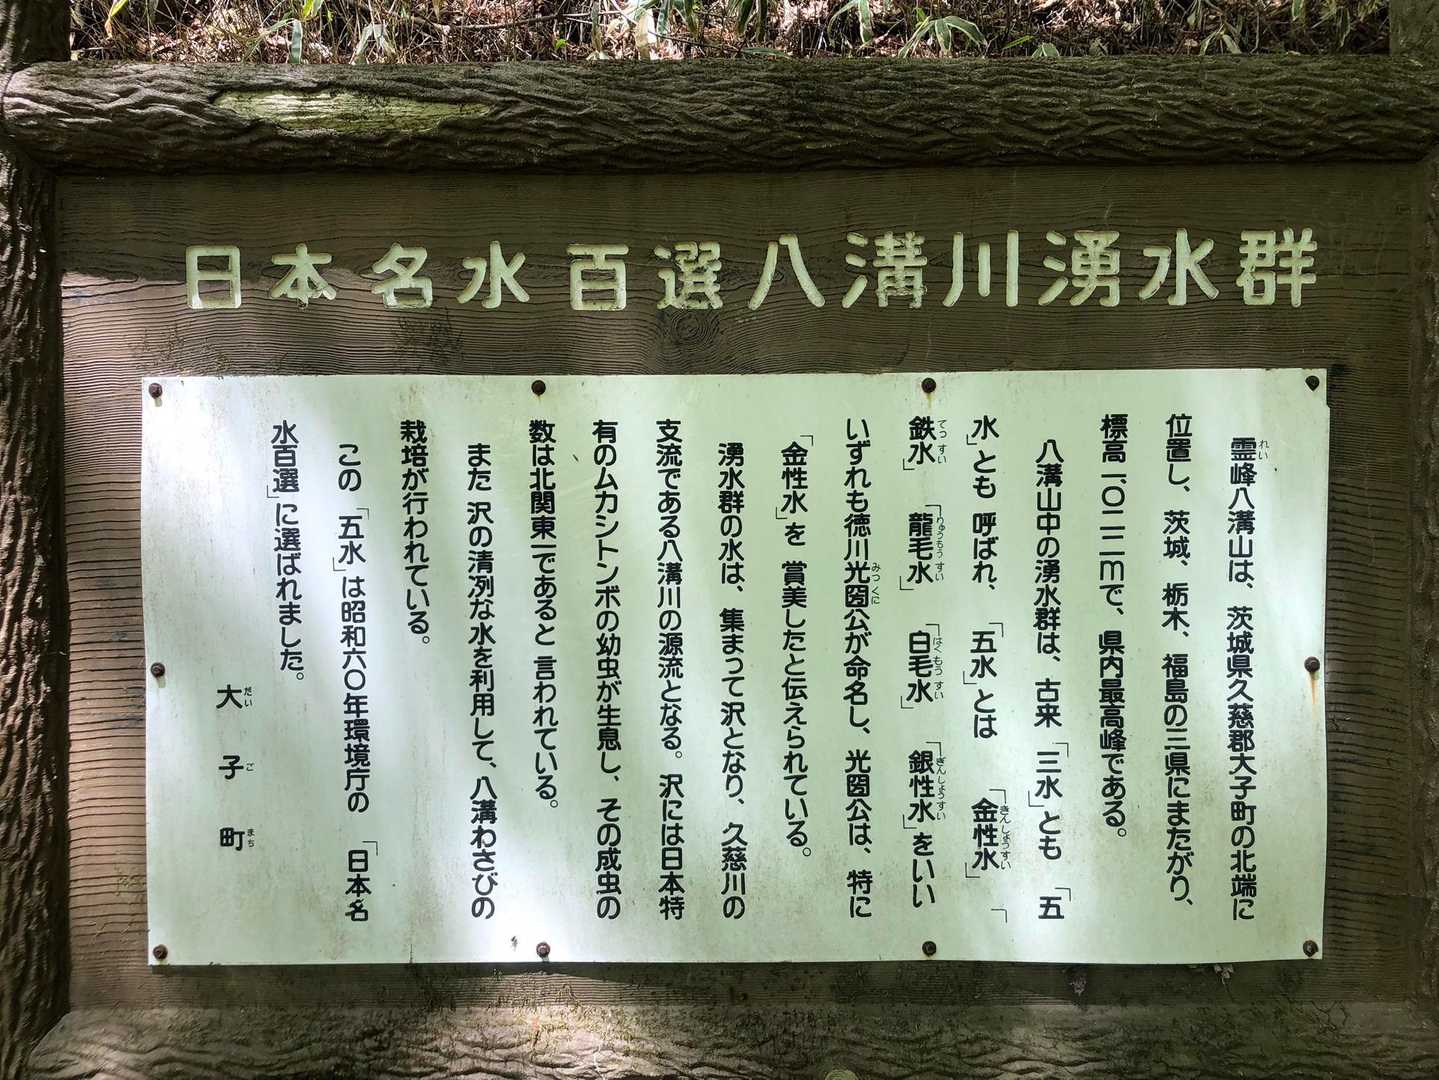 日本名水百選八溝川湧水群
霊峰八溝山は、茨城県久慈郡大子町の北端に
位置し、茨城、栃木、福島の三県にまたがり、
標高一、〇二二mで、県内最高峰である。
八溝山中の湧水群は、古来「三水」とも「五
水」とも呼ばれ、「五水」とは「金性水」「
鉄水」「龍毛水」「白毛水」「銀性水」をいい
いずれも徳川光圀公が命名し、光圀公は、特に
「金性水」を賞美したと伝えられている。
湧水群の水は、集まって沢となり、久慈川の
支流である八溝川の源流となる。沢には日本特
有のムカシトンボの幼虫が生息し、その成虫の
数は北関東一であると言われている。
また沢の清冽な水を利用して、八溝わさびの
栽培が行われている。
この「五水」は昭和六〇年環境庁の「日本名
水百選」に選ばれました。
大子町